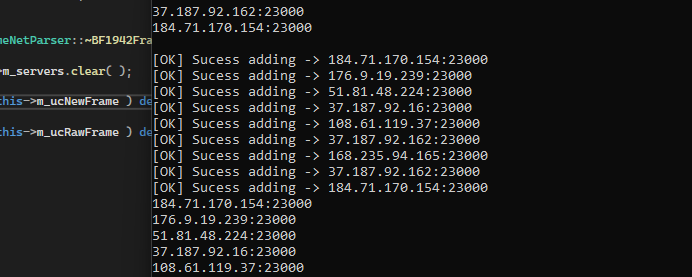 37.187.92.162:23000
184.71.170.154:23000
meNetParser::~BF1942Fra
>m_servers.clear( );
this->m_ucNewFrame ) de
this->m_ucRawFrame ) de
[OK] Sucess adding -> 184.71.170.154:23000
[OK] Sucess adding -> 176.9.19.239:23000
[OK] Sucess adding -> 51.81.48.224:23000
[OK] Sucess adding -> 37.187.92.16:23000
[OK] Sucess adding -> 108.61.119.37:23000
[OK] Sucess adding -> 37.187.92.162:23000
[OK] Sucess adding -> 168.235.94.165:23000
[OK] Sucess adding -> 37.187.92.162:23000
[OK] Sucess adding -> 184.71.170.154:23000
184.71.170.154:23000
176.9.19.239:23000
51.81.48.224:23000
37.187.92.16:23000
108.61.119.37:23000